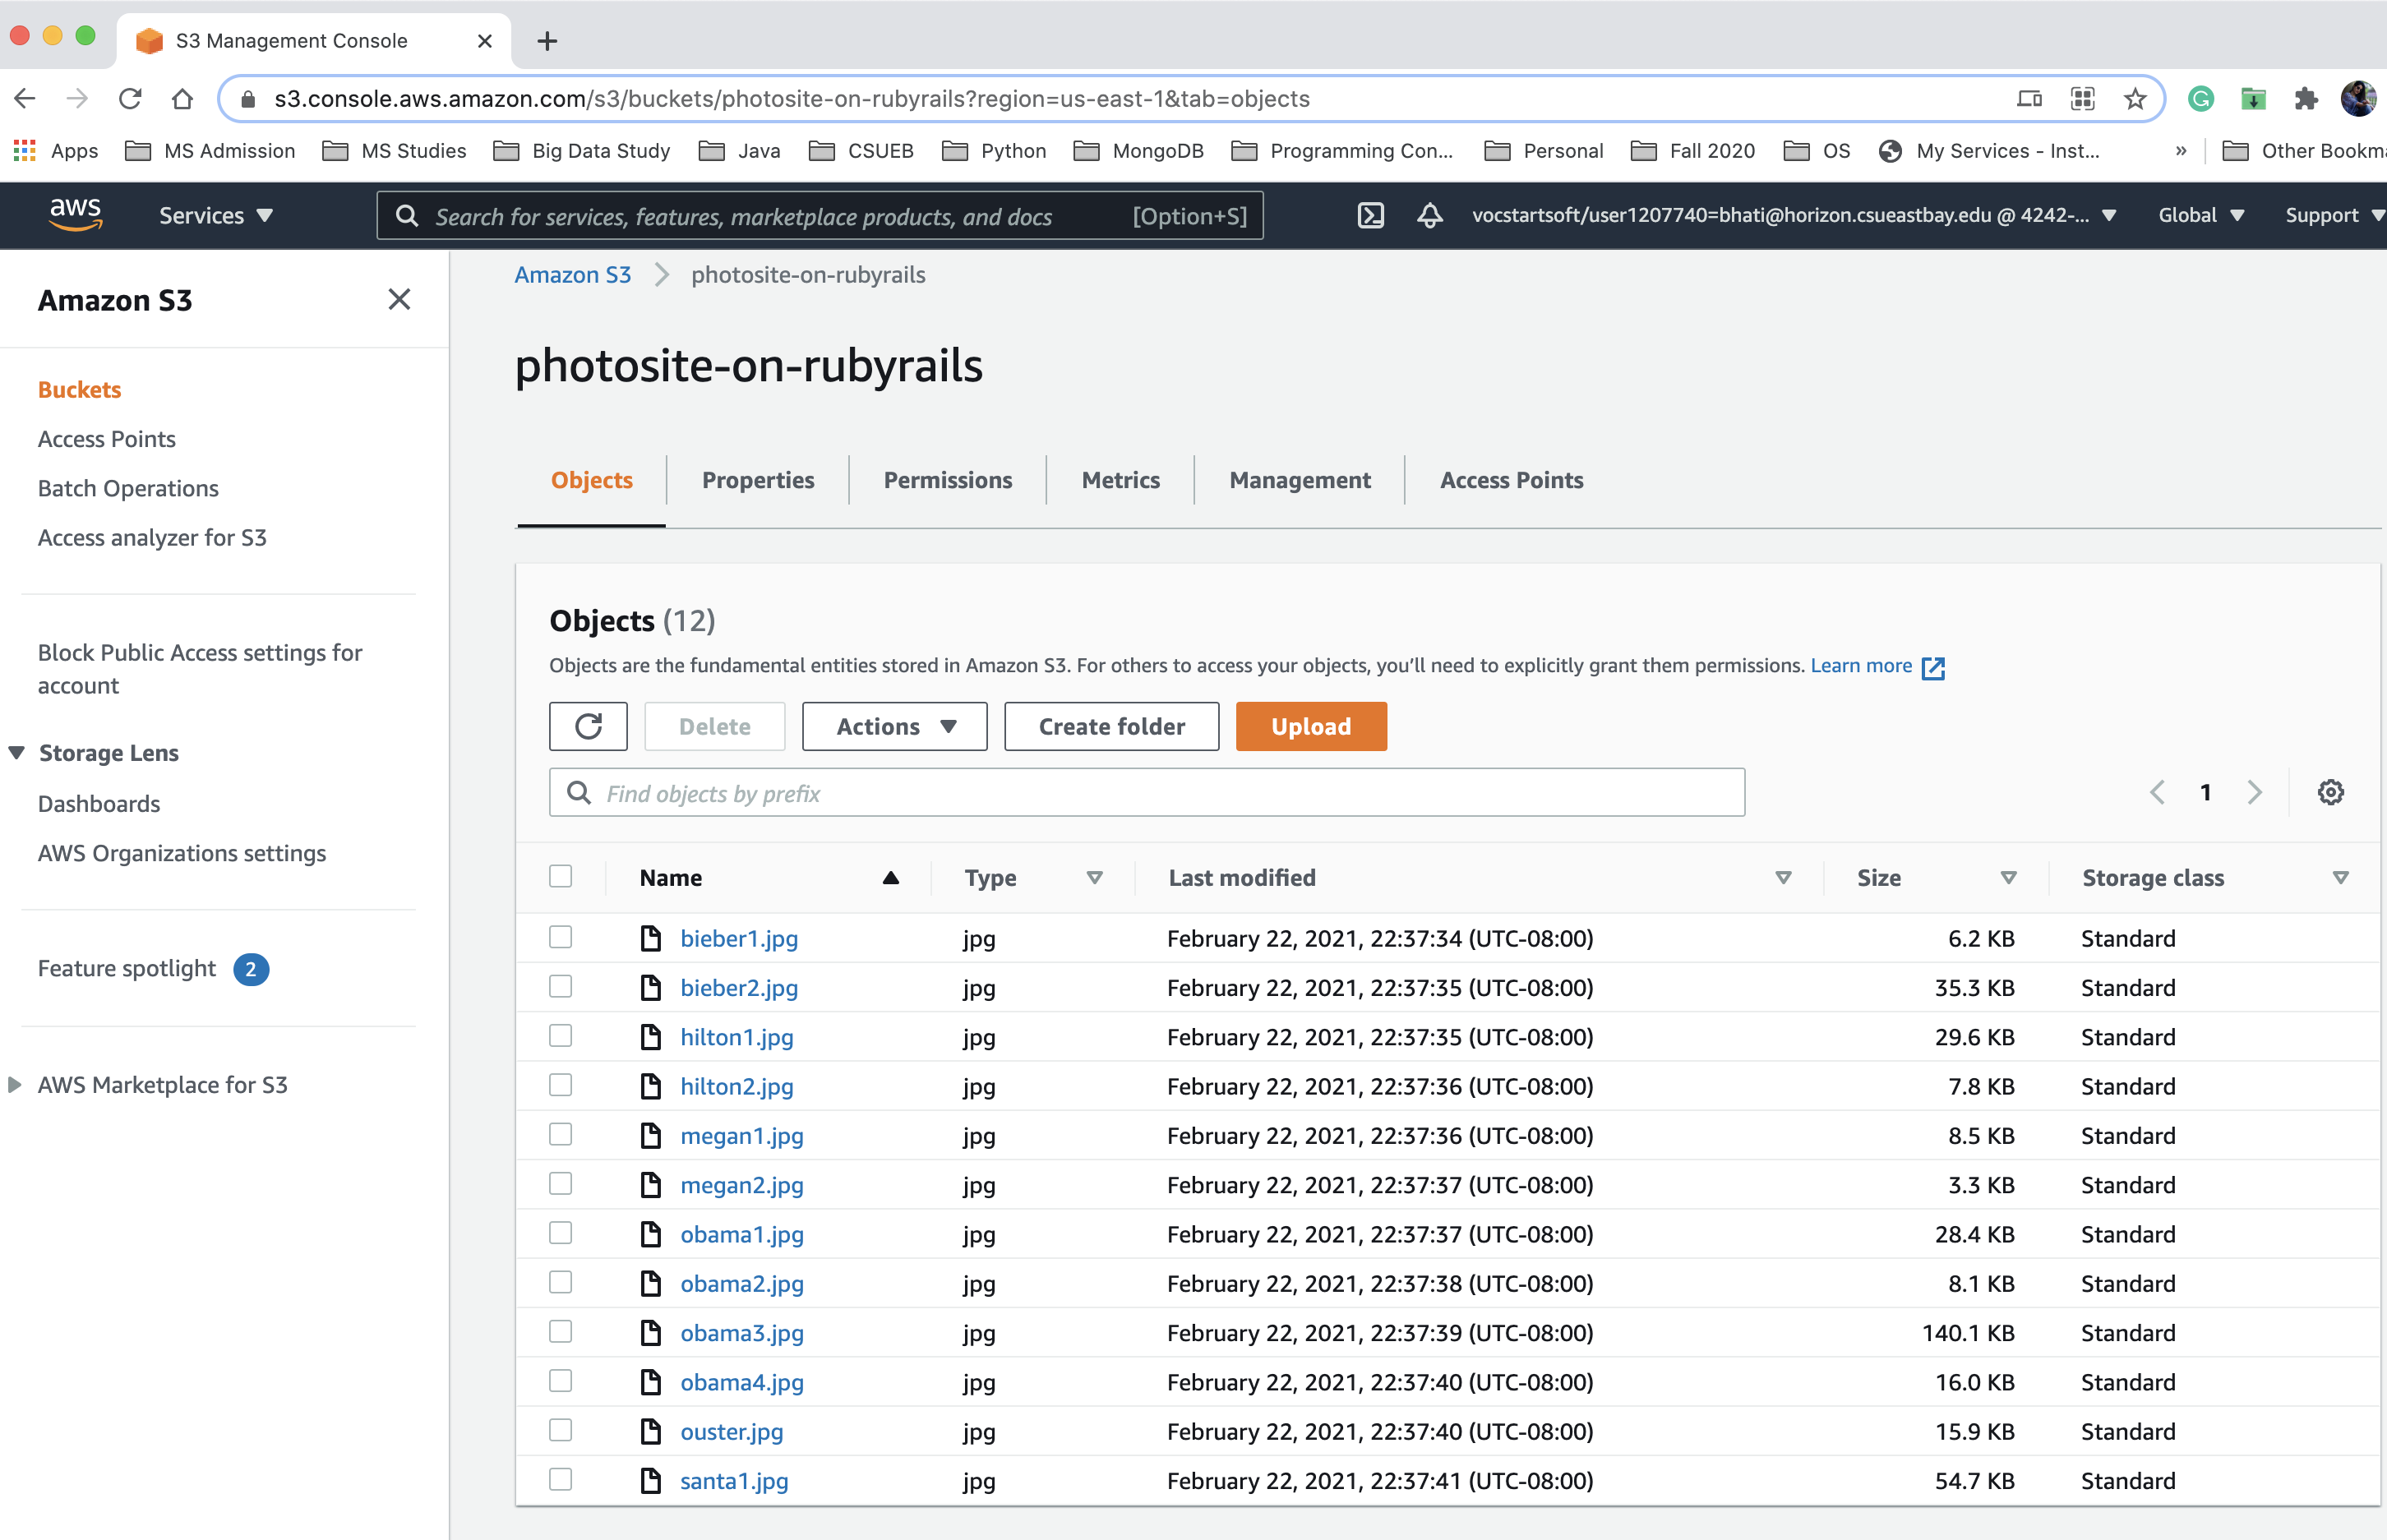 S3 Management Console
s3.console.aws.amazon.com/s3/buckets/photosite-on-rubyrails?region=us-east-1&tab=objects
Apps MS Admission MS Studies Big Data Study Java CSUEB Python MongoDB Programming Con... Personal Fall 2020 OS My Services - Inst... » Other Bookma
aws Services Search for services, features, marketplace products, and docs [Option+S] vocstartsoft/user1207740=bhati@horizon.csueastbay.edu @ 4242-... Global Support
Amazon S3
Buckets
Access Points
Batch Operations
Access analyzer for S3
Block Public Access settings for
account
Storage Lens
Dashboards
AWS Organizations settings
Feature spotlight 2
AWS Marketplace for S3
Amazon S3 photosite-on-rubyrails
photosite-on-rubyrails
Objects Properties Permissions Metrics Management Access Points
Objects (12)
Objects are the fundamental entities stored in Amazon S3. For others to access your objects, you’ll need to explicitly grant them permissions. Learn more
Delete Actions Create folder Upload
Find objects by prefix 1
Name Type Last modified Size Storage class
bieber1.jpg jpg February 22, 2021, 22:37:34 (UTC-08:00) 6.2 KB Standard
bieber2.jpg jpg February 22, 2021, 22:37:35 (UTC-08:00) 35.3 KB Standard
hilton1.jpg jpg February 22, 2021, 22:37:35 (UTC-08:00) 29.6 KB Standard
hilton2.jpg jpg February 22, 2021, 22:37:36 (UTC-08:00) 7.8 KB Standard
megan1.jpg jpg February 22, 2021, 22:37:36 (UTC-08:00) 8.5 KB Standard
megan2.jpg jpg February 22, 2021, 22:37:37 (UTC-08:00) 3.3 KB Standard
obama1.jpg jpg February 22, 2021, 22:37:37 (UTC-08:00) 28.4 KB Standard
obama2.jpg jpg February 22, 2021, 22:37:38 (UTC-08:00) 8.1 KB Standard
obama3.jpg jpg February 22, 2021, 22:37:39 (UTC-08:00) 140.1 KB Standard
obama4.jpg jpg February 22, 2021, 22:37:40 (UTC-08:00) 16.0 KB Standard
ouster.jpg jpg February 22, 2021, 22:37:40 (UTC-08:00) 15.9 KB Standard
santa1.jpg jpg February 22, 2021, 22:37:41 (UTC-08:00) 54.7 KB Standard